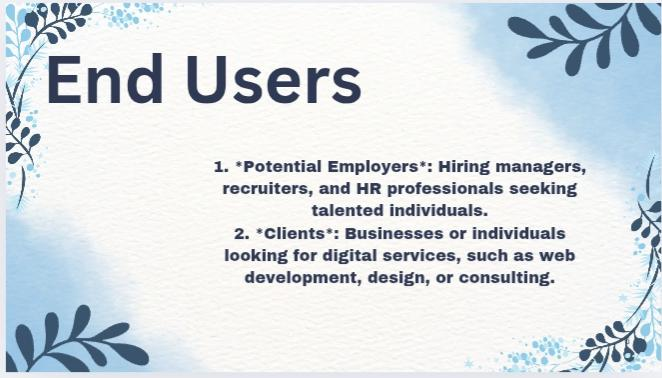 End Users
1. *Potential Employers*: Hiring managers,
recruiters, and HR professionals seeking
talented individuals.
2. *Clients*: Businesses or individuals
looking for digital services, such as web
development, design, or consulting.